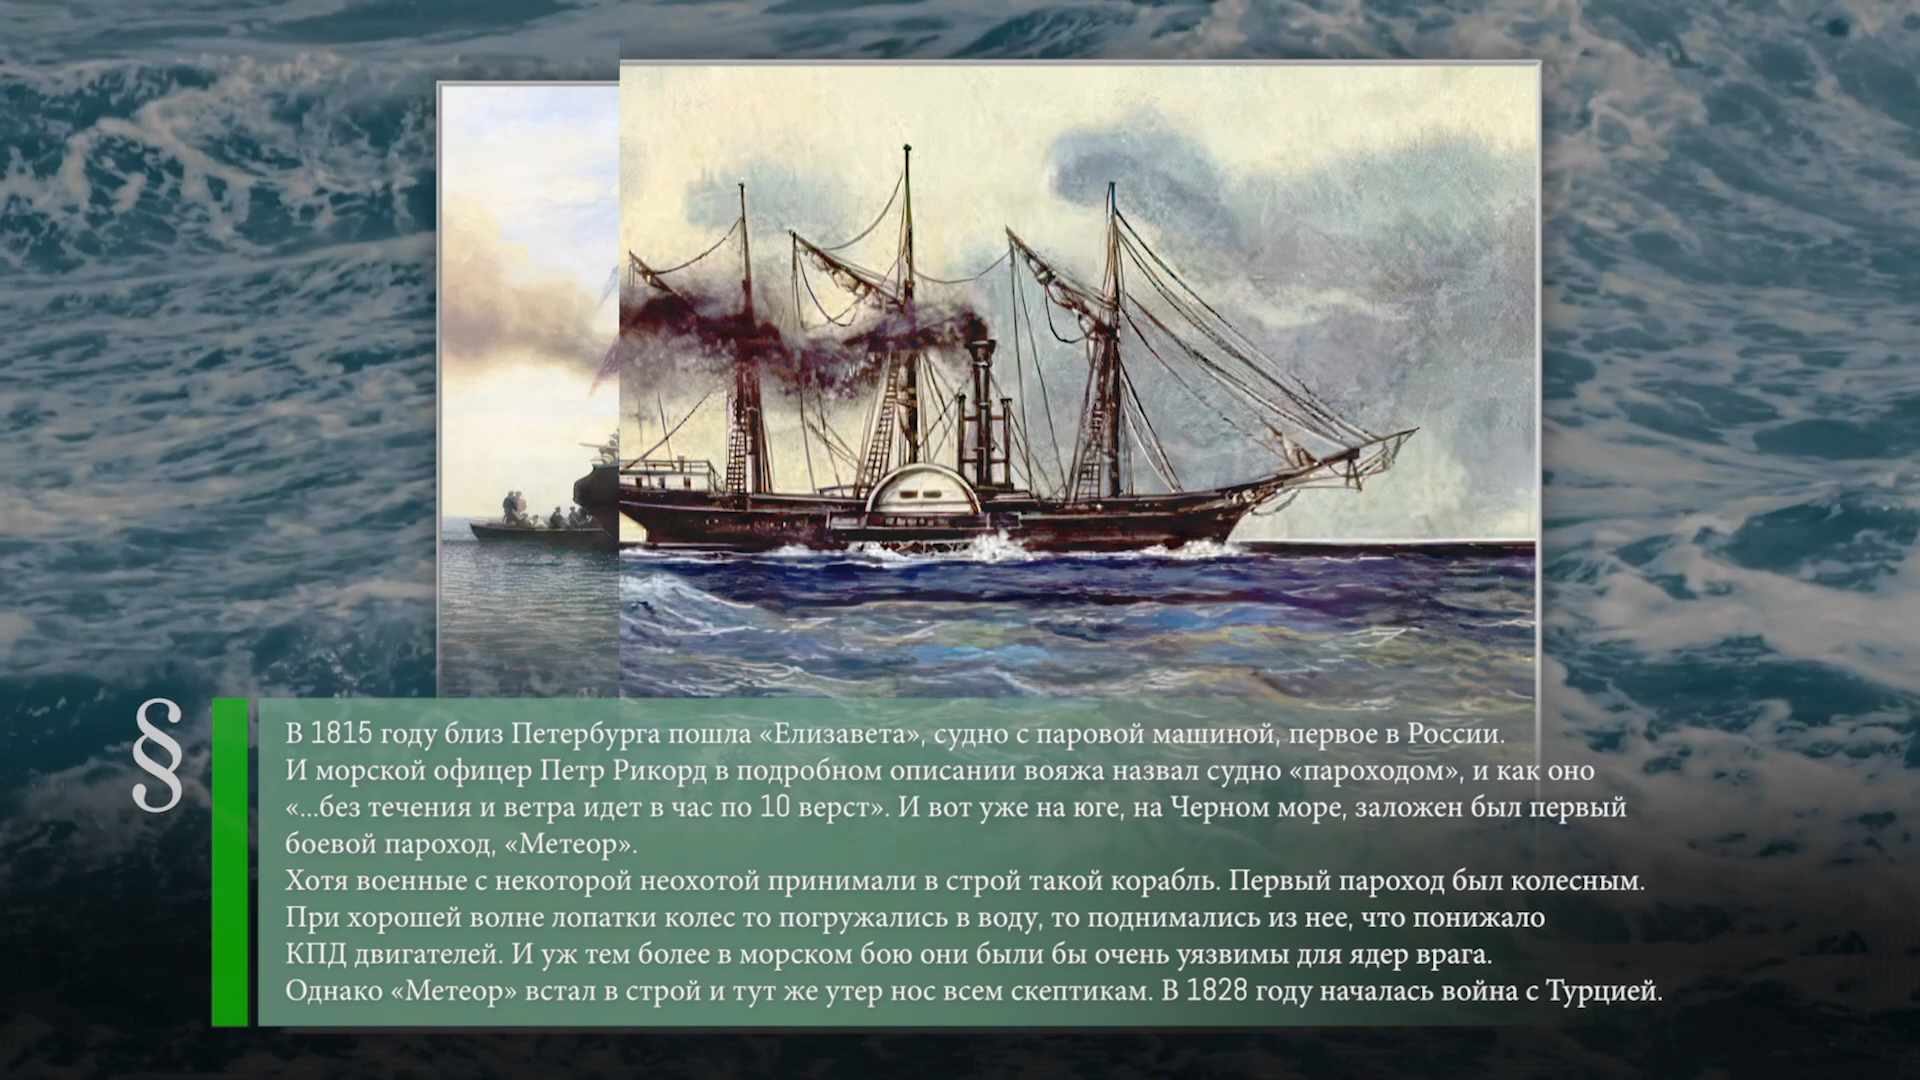 §
В 1815 году близ Петербурга пошла «Елизавета», судно с паровой машиной, первое в России.
И морской офицер Петр Рикорд в подробном описании вояжа назвал судно «пароходом», и как оно
«...без течения и ветра идет в час по 10 верст». И вот уже на юге, на Черном море, заложен был первый
боевой пароход, «Метеор».
Хотя военные с некоторой неохотой принимали в строй такой корабль. Первый пароход был колесным.
При хорошей волне лопатки колес то погружались в воду, то поднимались из нее, что понижало
КПД двигателей. И уж тем более в морском бою они были бы очень уязвимы для ядер врага.
Однако «Метеор» встал в строй и тут же утер нос всем скептикам. В 1828 году началась война с Турцией.